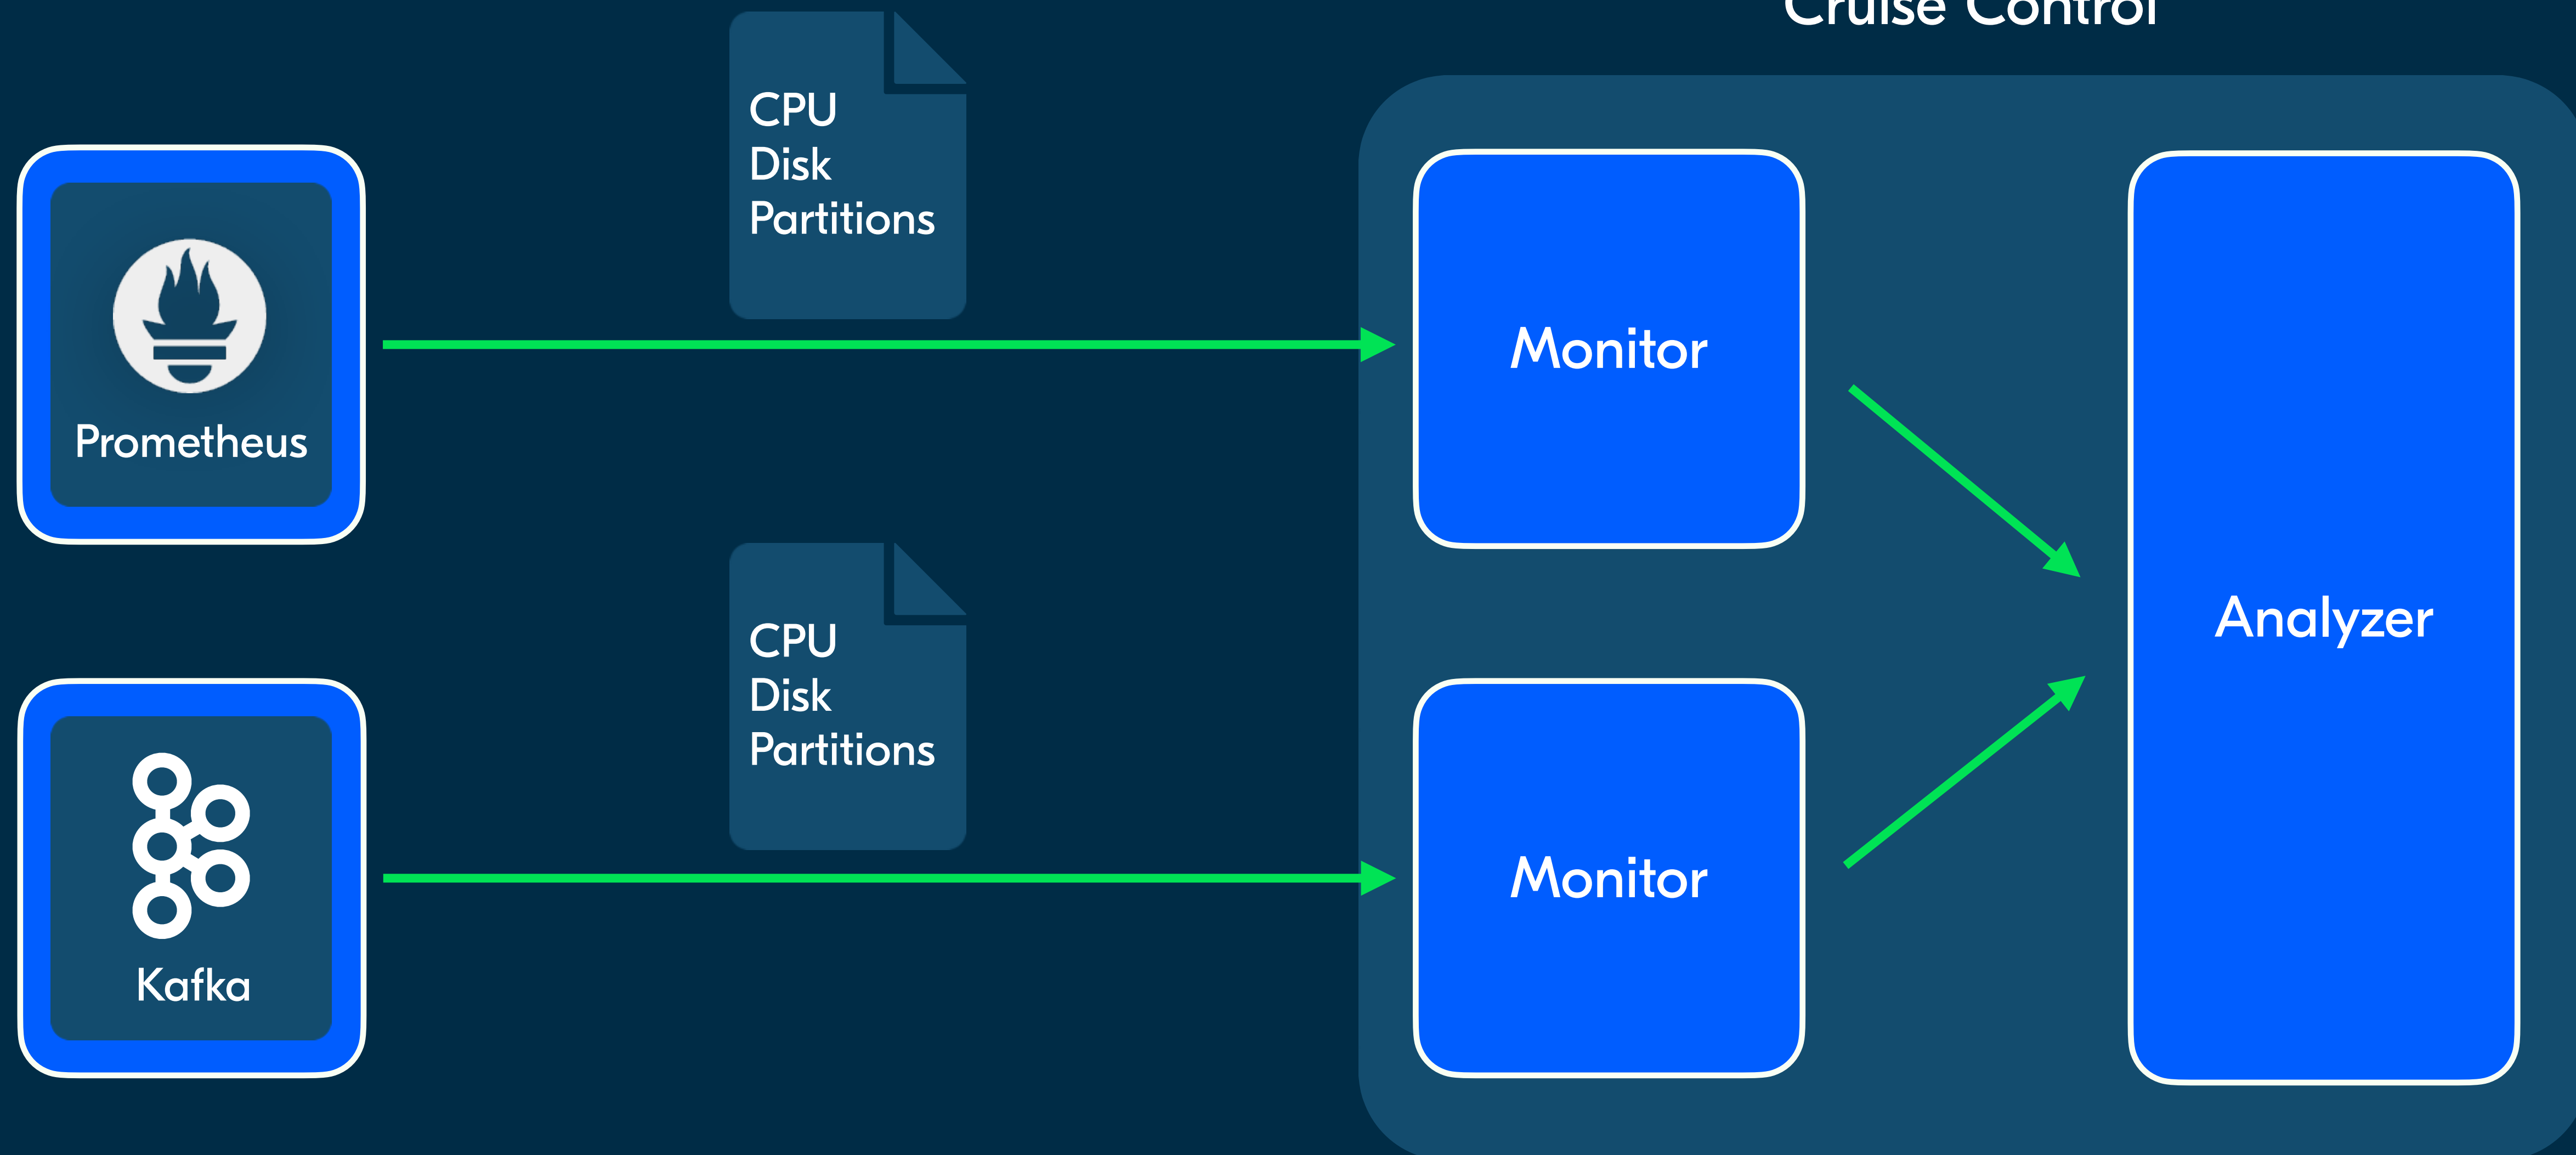 Cruise Control
CPU
Disk
Partitions
Prometheus
Monitor
Analyzer
CPU
Disk
Partitions
Kafka
Monitor